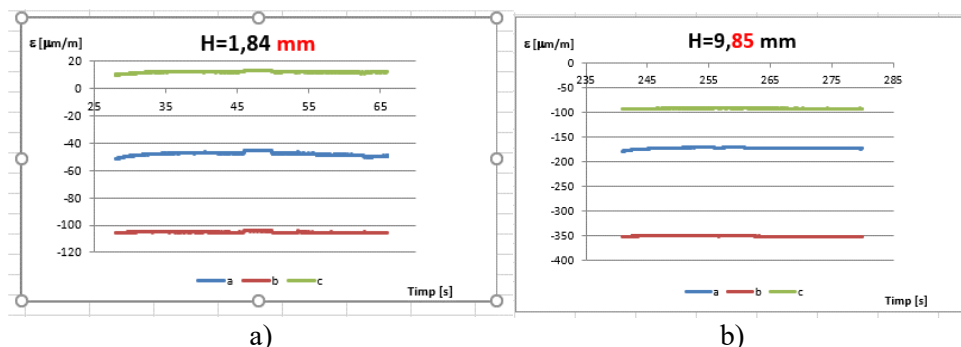 H=1,84 mm
ε [μm/m]
20
0
-20
-40
-60
-80
-100
-120
25 35 45 55 65
a b c
Timp [s]
a)
H=9,85 mm
ε [μm/m]
0
-50
-100
-150
-200
-250
-300
-350
-400
235 245 255 265 275 285
a b c
Timp [s]
b)